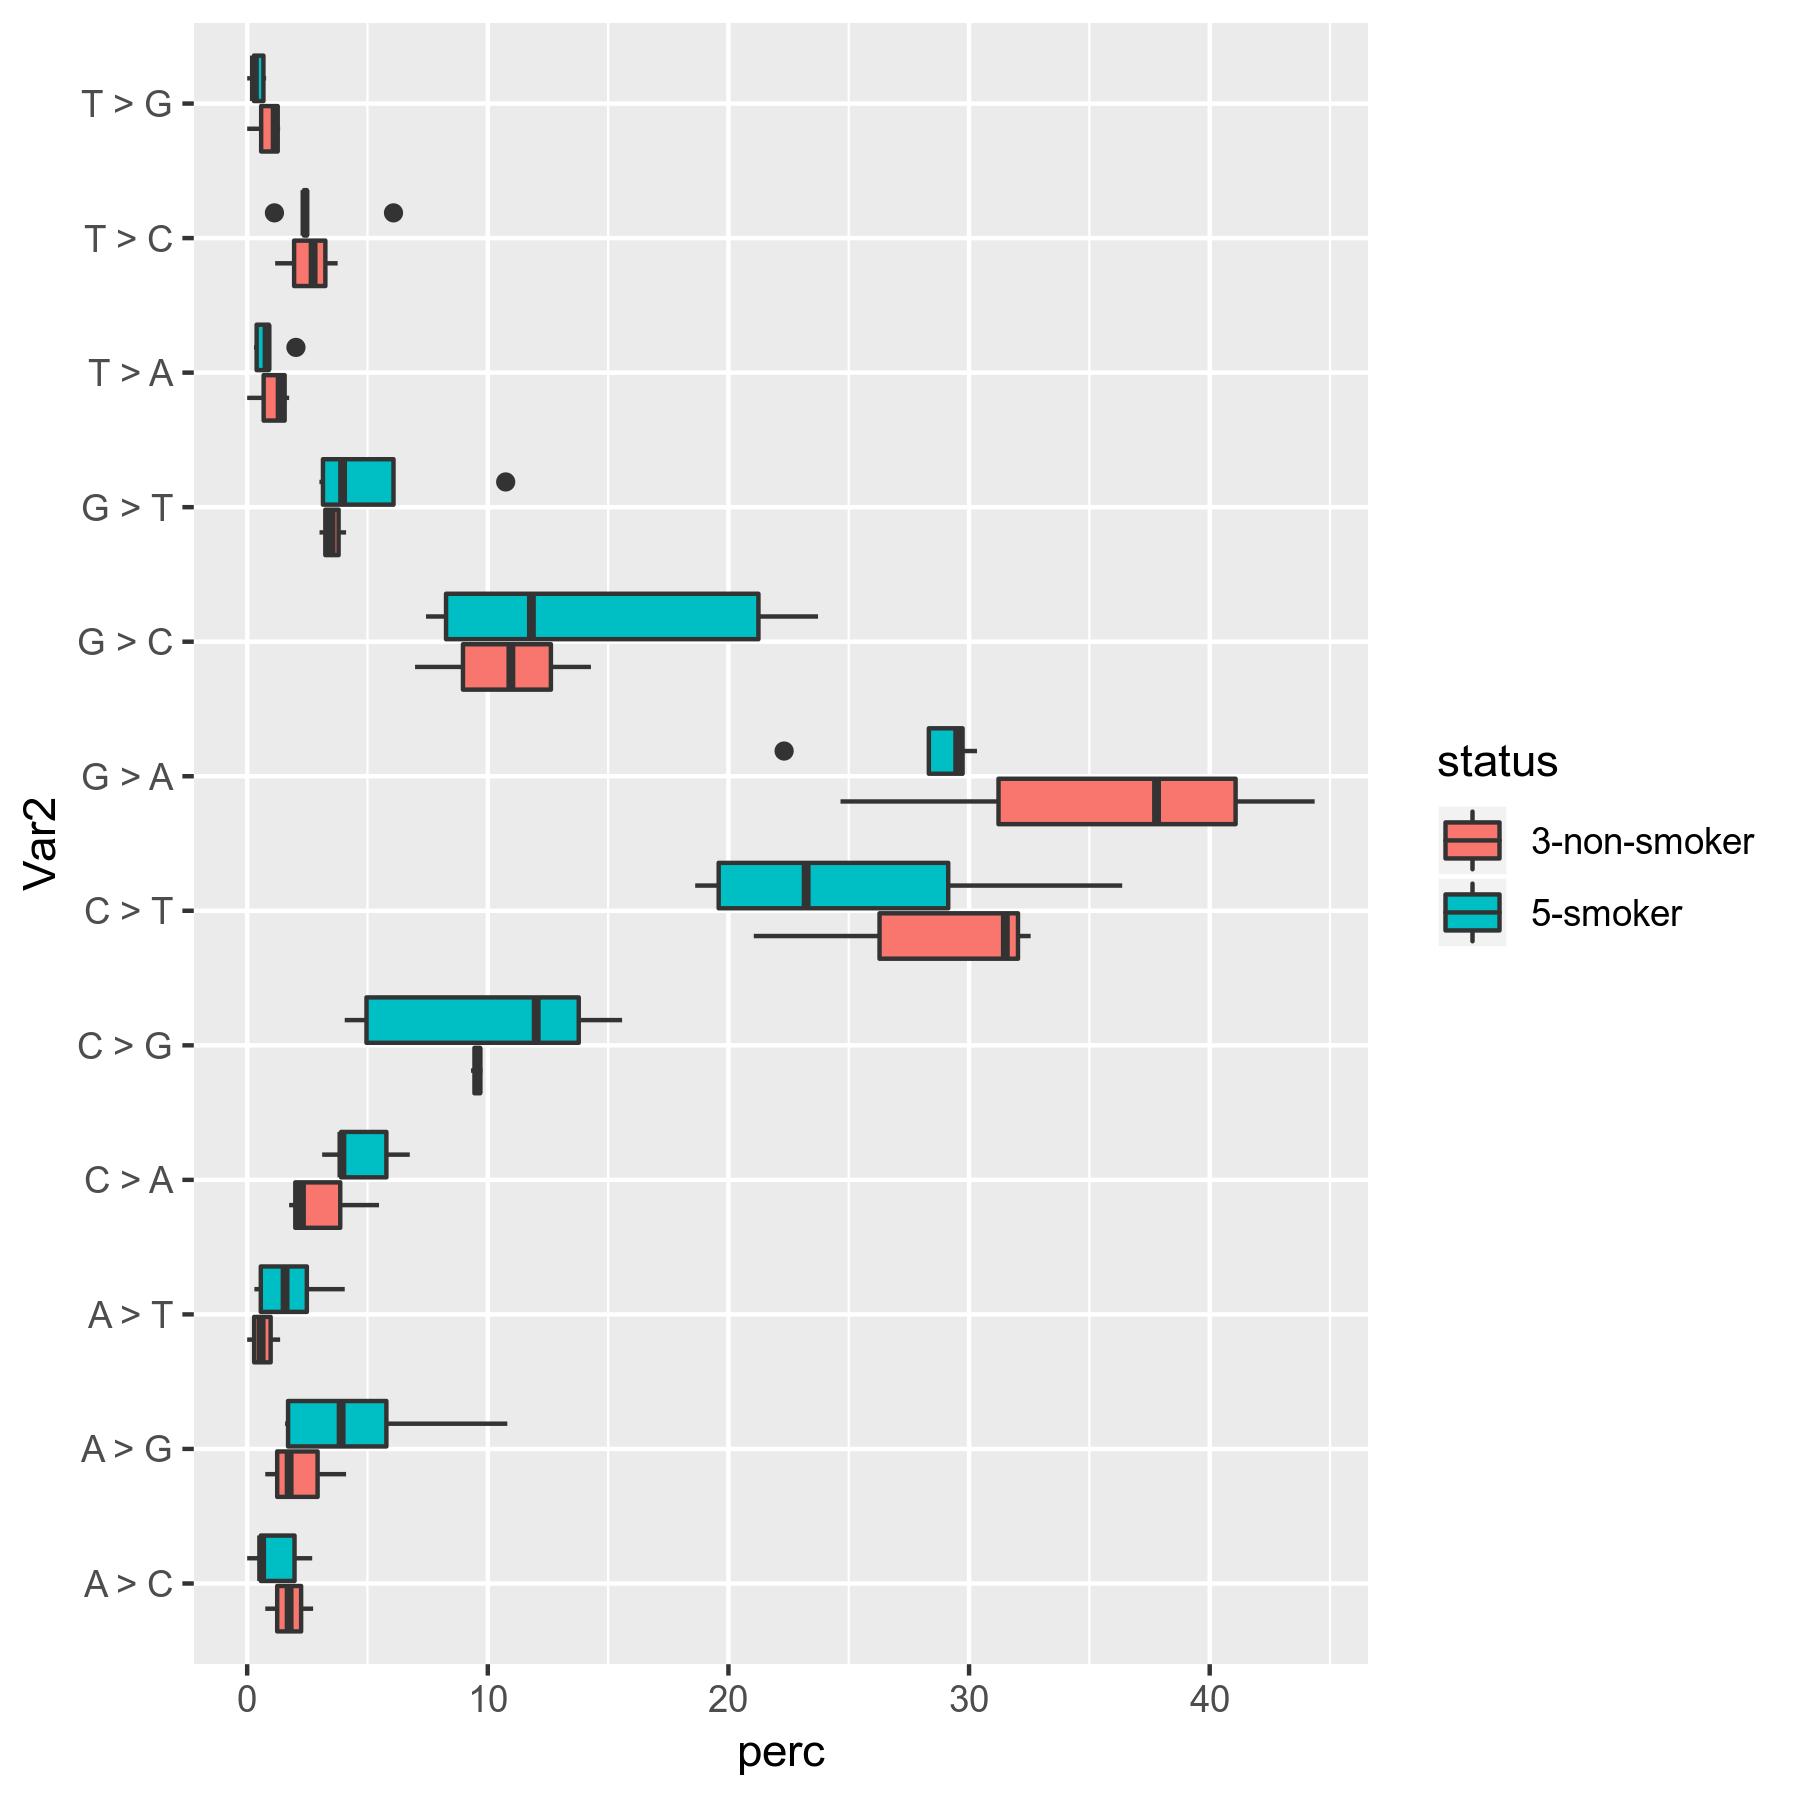 T > G
T > C
T > A
G > T
G > C
G > A
C > T
C > G
C > A
A > T
A > G
A > C
Var2
0 10 20 30 40
perc
status
3-non-smoker
5-smoker